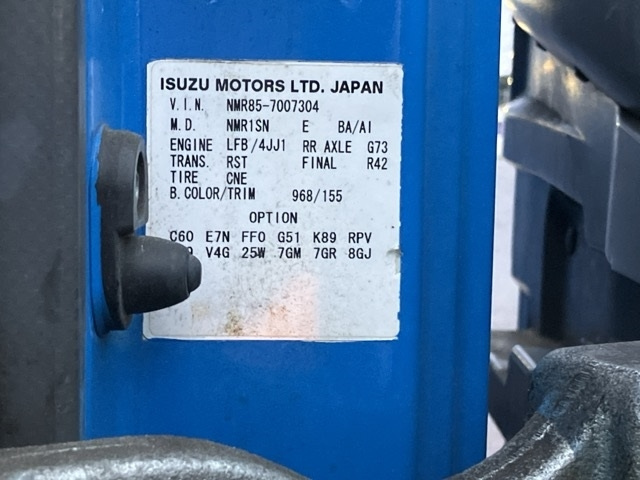 ISUZU MOTORS LTD. JAPAN
V.I.N. NMR85-7007304
M.D. NMR1SN E BA/AI
ENGINE LFB/4JJ1 RR AXLE G73
TRANS. RST FINAL R42
TIRE CNE
B.COLOR/TRIM 968/155
OPTION
C60 E7N FF0 G51 K89 RPV
V4G 25W 7GM 7GR 8GJ